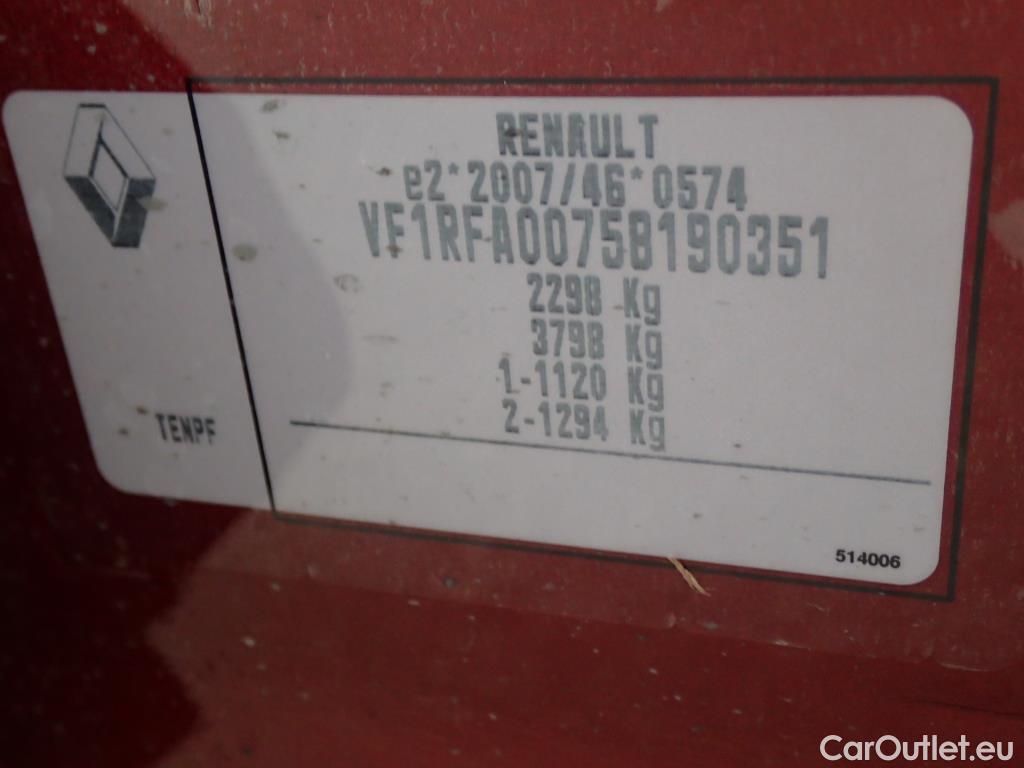 RENAULT
e2*2007/46*0574
VF1RFA00758190351
2298 Kg
3798 Kg
1-1120 Kg
2-1294 Kg
TENPF
514006
CarOutlet.eu